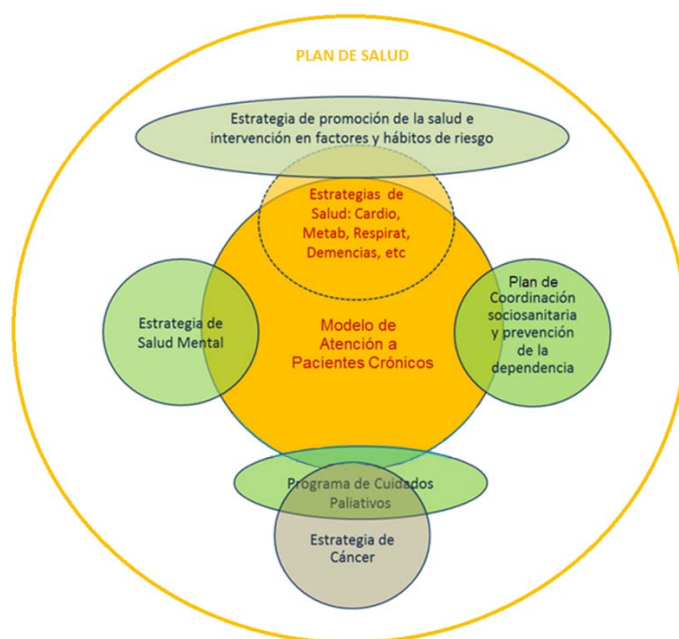 PLAN DE SALUD
Estrategia de promoción de la salud e
intervención en factores y hábitos de riesgo
Estrategias de
Salud: Cardio,
Metab, Respirat,
Demencias, etc
Estrategia de
Salud Mental
Modelo de
Atención a
Pacientes Crónicos
Plan de
Coordinación
sociosanitaria
y prevención
de la
dependencia
Programa de Cuidados
Paliativos
Estrategia de
Cáncer